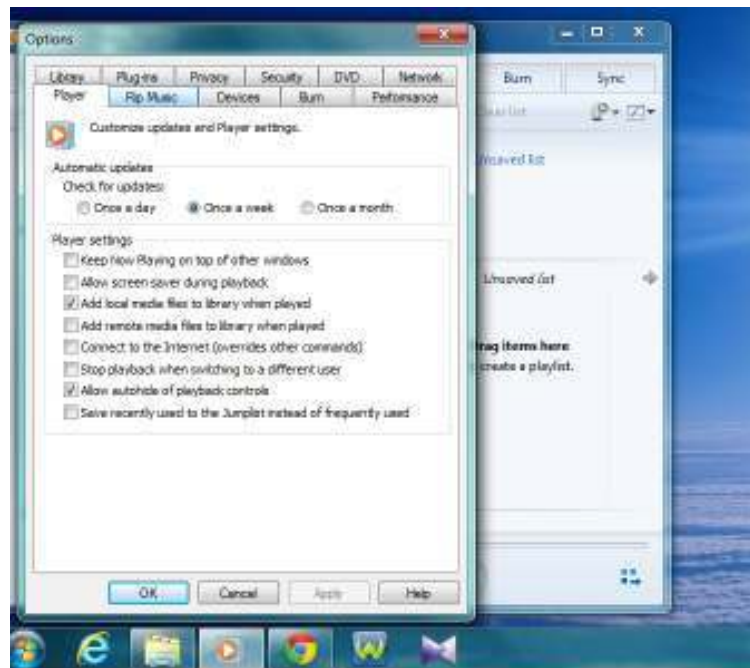 Options
Library Plug-ins Privacy Security DVD Network
Player Rip Music Devices Burn Performance
Customize updates and Player settings.
Automatic updates
Check for updates:
Once a day Once a week Once a month
Player settings
Keep Now Playing on top of other windows
Allow screen saver during playback
Add local media files to library when played
Add remote media files to library when played
Connect to the Internet (overrides other commands)
Stop playback when switching to a different user
Allow autohide of playback controls
Save recently used to the Jumplist instead of frequently used
OK Cancel Apply Help
Burn Sync
list
Unsaved list
Unsaved list
rag items here
create a playlist.